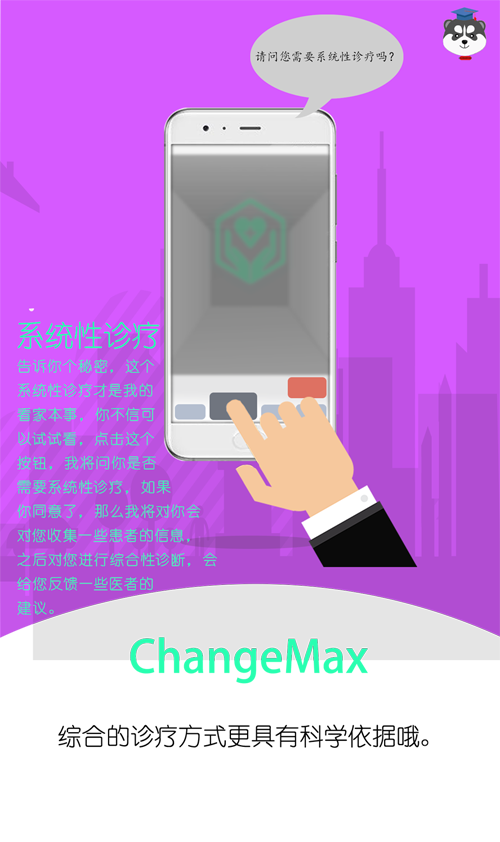 请问您需要系统性诊疗吗？
系统性诊疗
告诉你个秘密，这个
系统性诊疗才是我的
看家本事，你不信可
以试试看，点击这个
按钮，我将问你是否
需要系统性诊疗，如果
你同意了，那么我将对你会
对您收集一些患者的信息，
之后对您进行综合性诊断，会
给您反馈一些医者的
建议。
ChangeMax
综合的诊疗方式更具有科学依据哦。